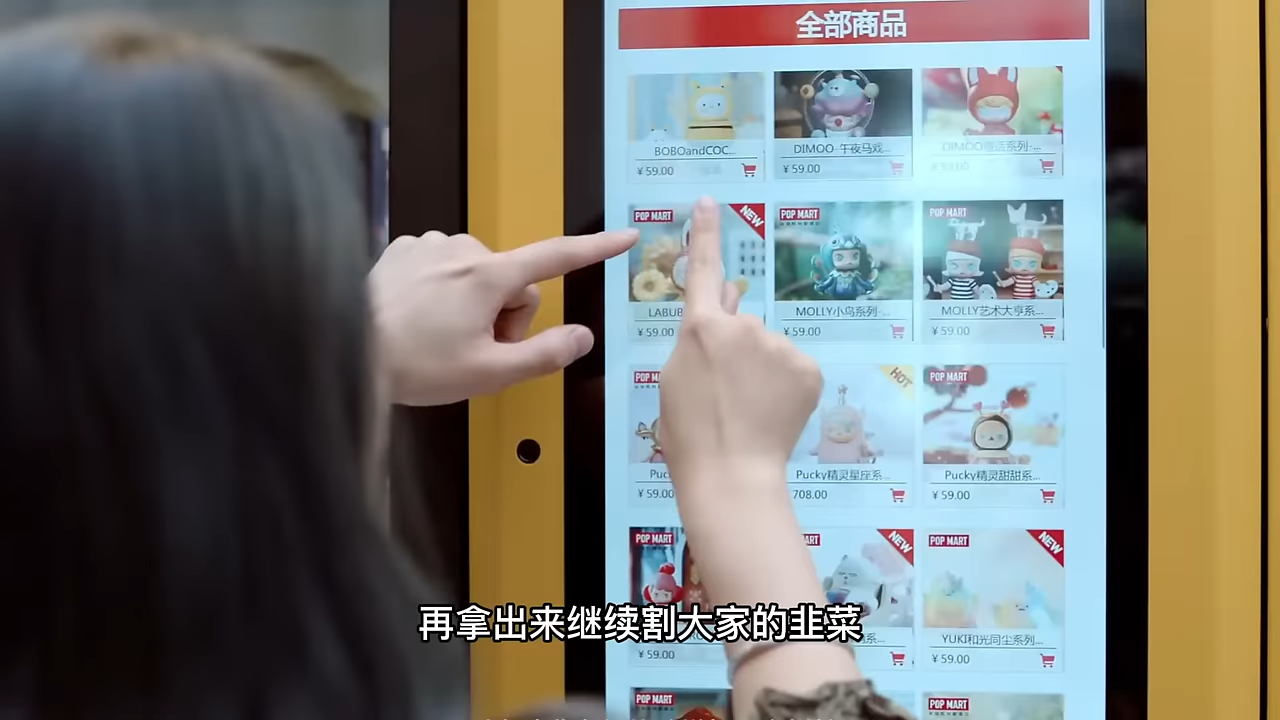 全部商品
BOBOandCOC...
¥59.00
DIMOO 午夜马戏...
¥59.00
DIMOO童话系列-...
POP MART
NEW
LABUB
¥59.00
POP MART
MOLLY小鸟系列-...
¥59.00
POP MART
MOLLY艺术大亨系...
¥59.00
Puc
¥59.00
HOT
Pucky精灵星座系...
708.00
POP MART
Pucky精灵甜甜系...
¥59.00
POP MART
¥59.00
NEW
¥59.00
POP MART
NEW
YUKI和光同尘系列...
¥59.00
再拿出来继续割大家的韭菜
POP MART
POP MART